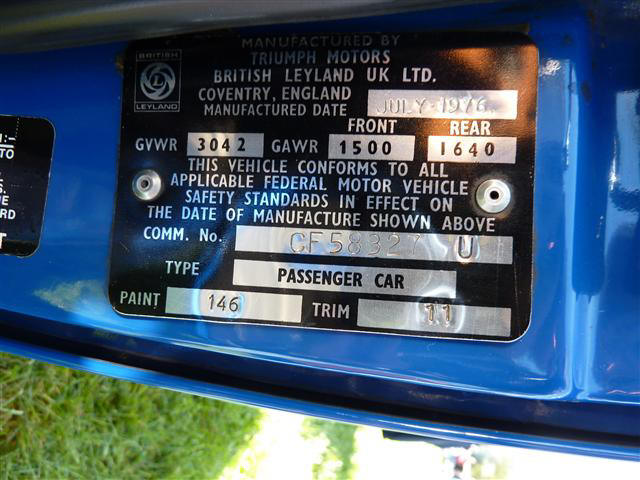 MANUFACTURED BY
TRIUMPH MOTORS
BRITISH LEYLAND UK LTD.
COVENTRY, ENGLAND
MANUFACTURED DATE JULY-1976
BRITISH
L
LEYLAND
FRONT REAR
GVWR 3042 GAWR 1500 1640
THIS VEHICLE CONFORMS TO ALL
APPLICABLE FEDERAL MOTOR VEHICLE
SAFETY STANDARDS IN EFFECT ON
THE DATE OF MANUFACTURE SHOWN ABOVE
COMM. No. CF58327 U
TYPE PASSENGER CAR
PAINT 146 TRIM 11